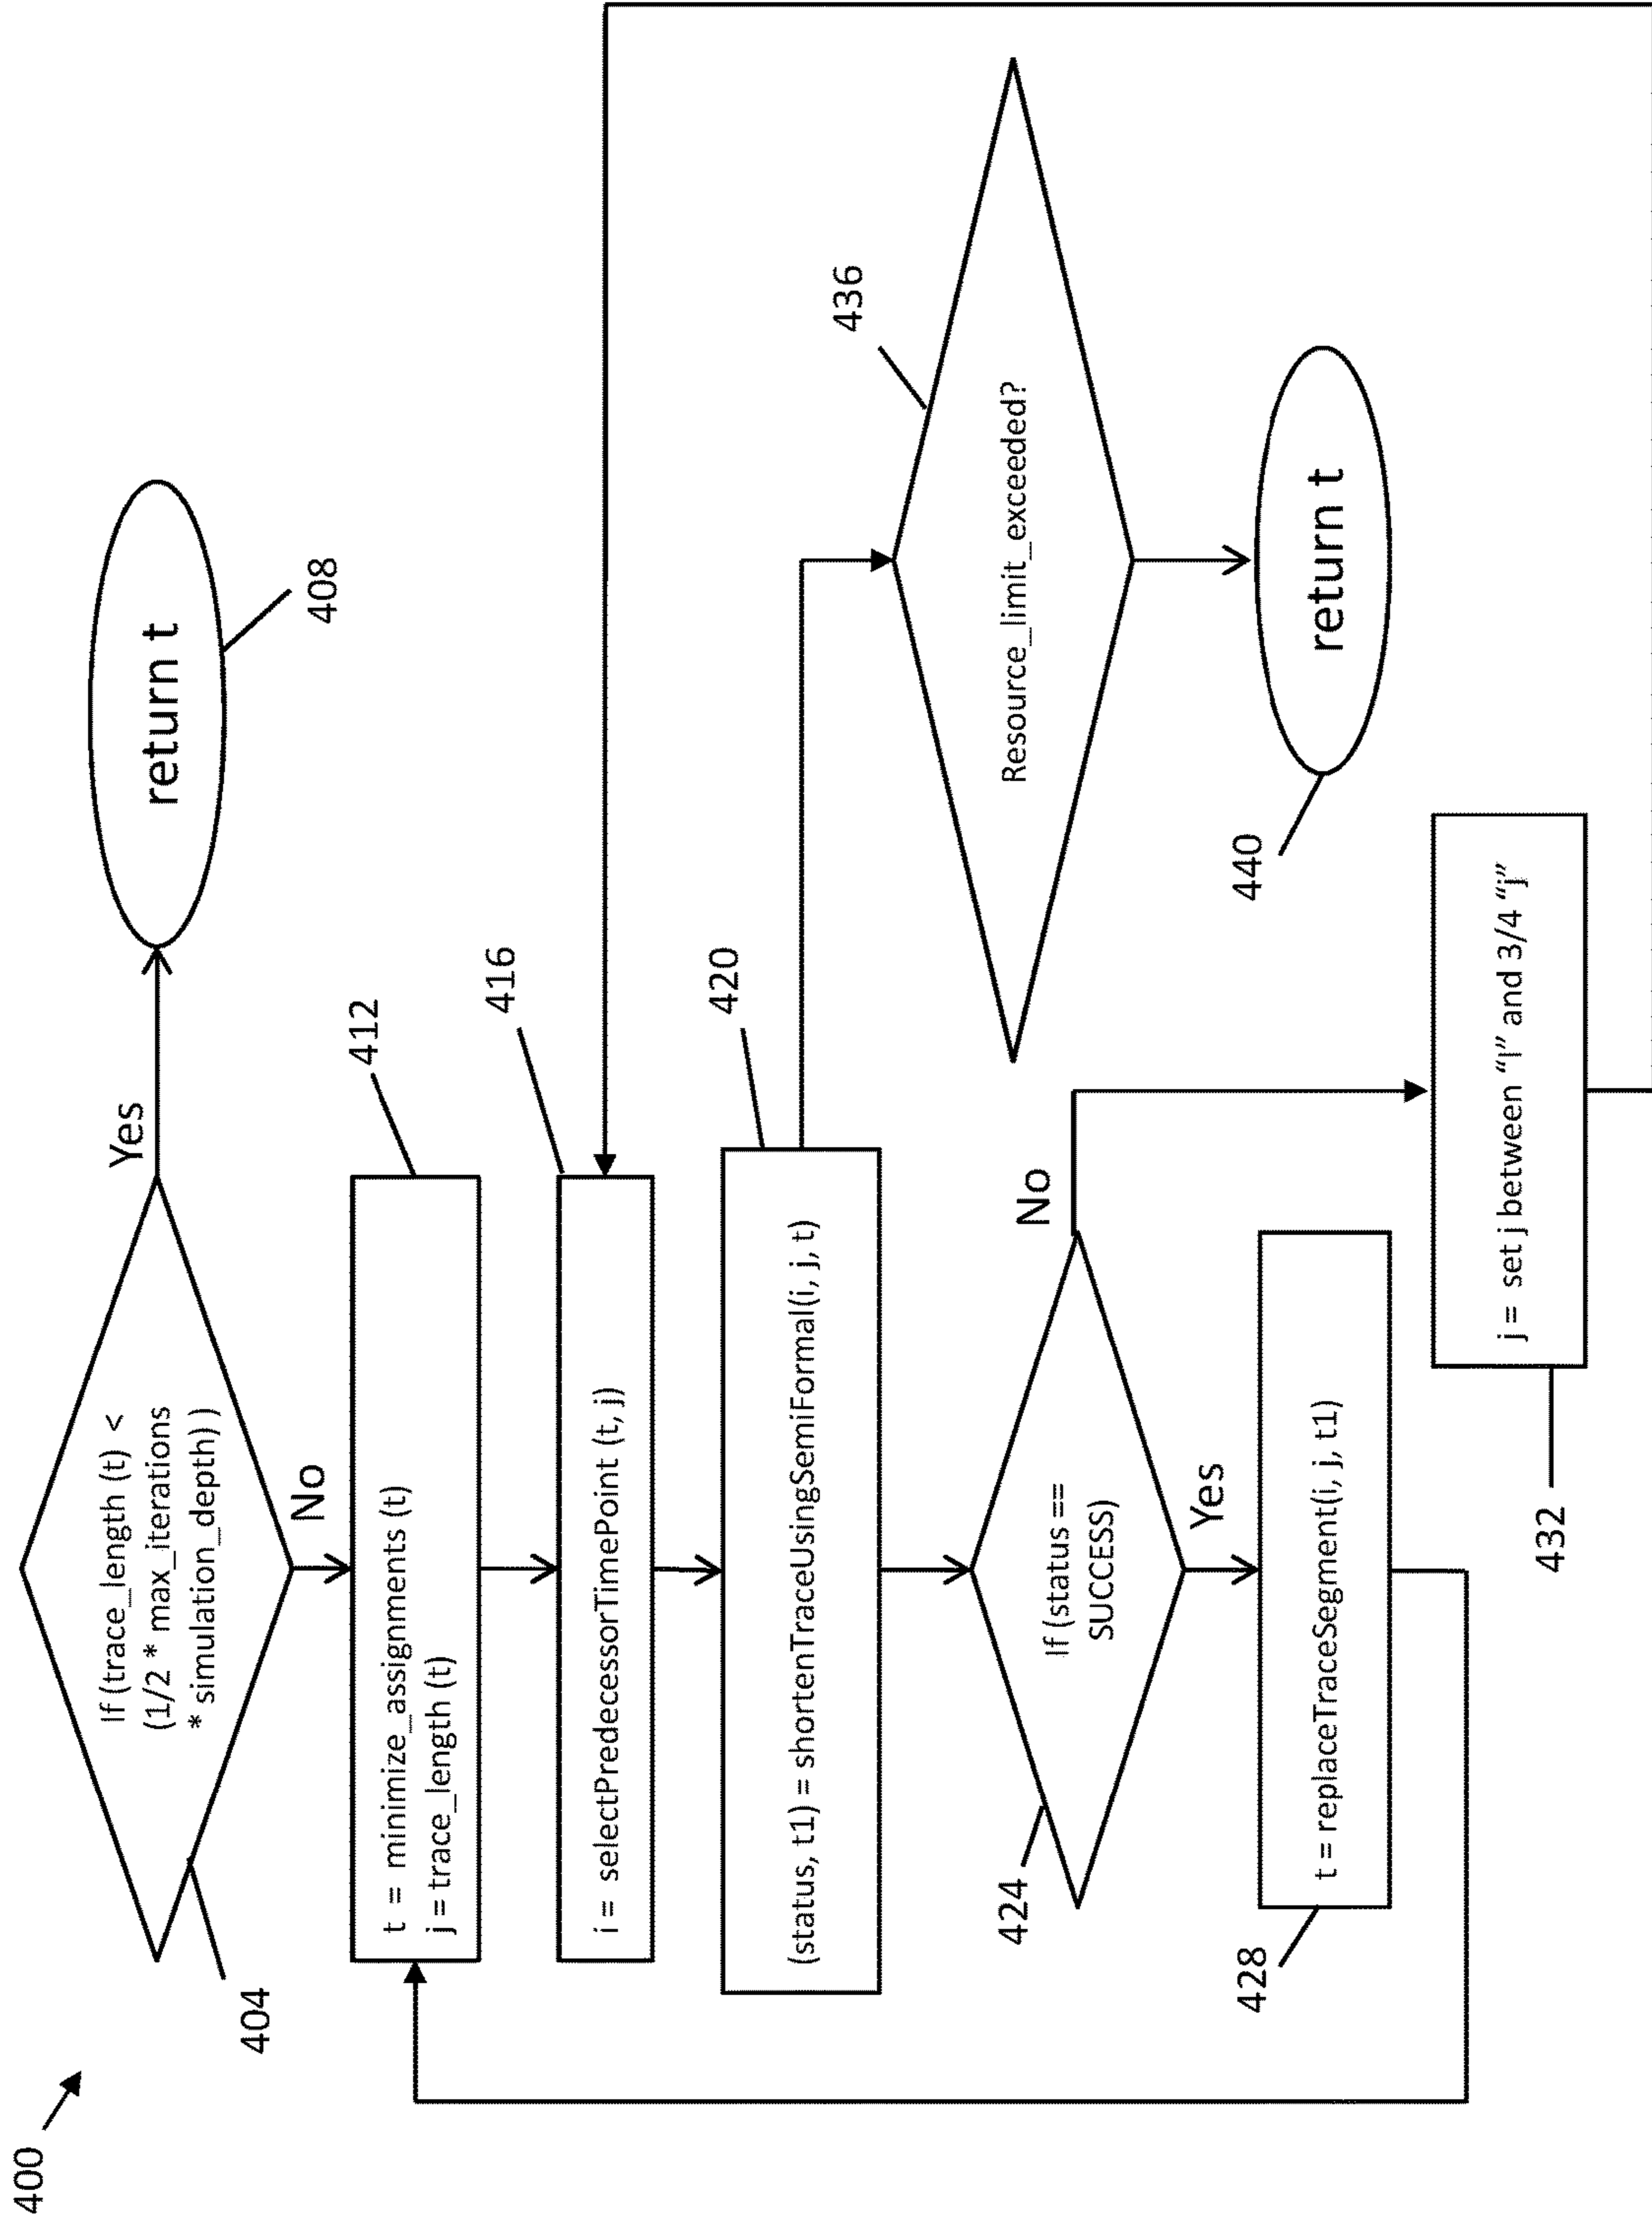 400
If (trace_length (t) <
(1/2 * max_iterations
* simulation_depth) )
404
Yes
return t
408
No
t = minimize_assignments (t)
j = trace_length (t)
412
i = selectPredecessorTimePoint (t, j)
416
(status, t1) = shortenTraceUsingSemiFormal(i, j, t)
420
Resource_limit_exceeded?
436
return t
440
If (status ==
SUCCESS)
424
No
Yes
t = replaceTraceSegment(i, j, t1)
428
j = set j between “I” and 3/4 “j”
432